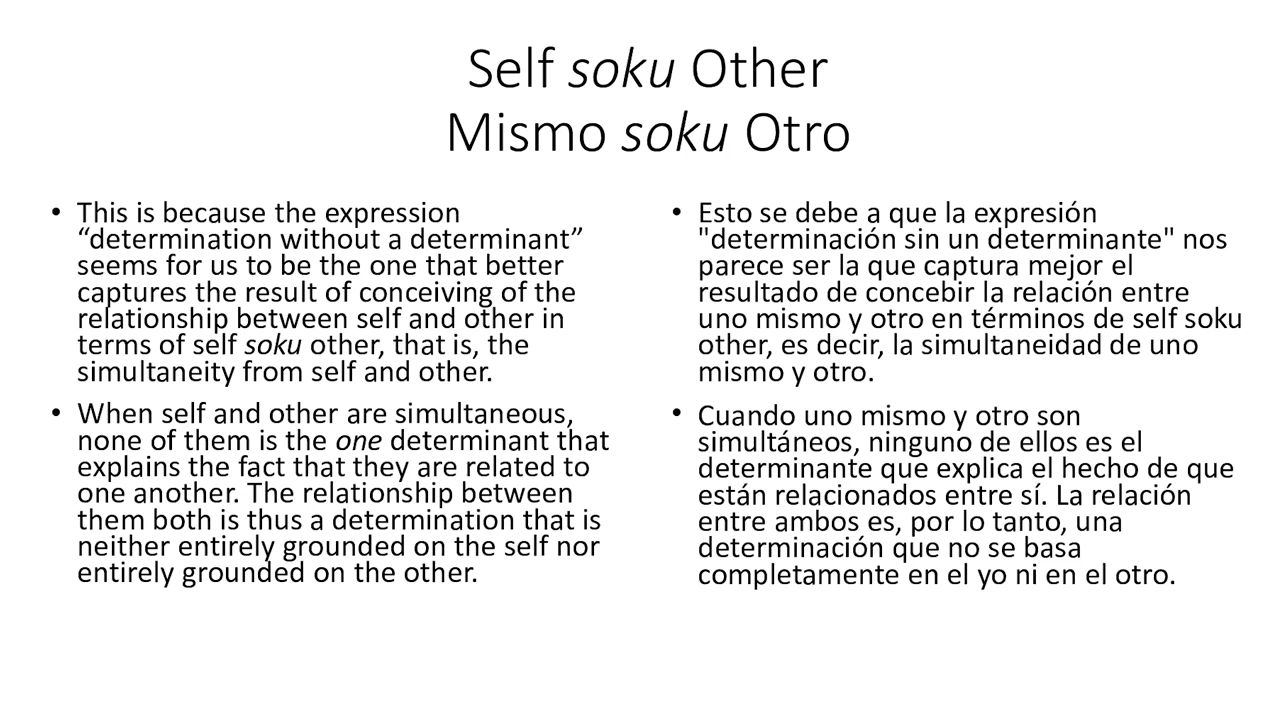 Self soku Other
Mismo soku Otro
• This is because the expression
“determination without a determinant”
seems for us to be the one that better
captures the result of conceiving of the
relationship between self and other in
terms of self soku other, that is, the
simultaneity from self and other.
• When self and other are simultaneous,
none of them is the one determinant that
explains the fact that they are related to
one another. The relationship between
them both is thus a determination that is
neither entirely grounded on the self nor
entirely grounded on the other.
• Esto se debe a que la expresión
"determinación sin un determinante" nos
parece ser la que captura mejor el
resultado de concebir la relación entre
uno mismo y otro en términos de self soku
other, es decir, la simultaneidad de uno
mismo y otro.
• Cuando uno mismo y otro son
simultáneos, ninguno de ellos es el
determinante que explica el hecho de que
están relacionados entre sí. La relación
entre ambos es, por lo tanto, una
determinación que no se basa
completamente en el yo ni en el otro.